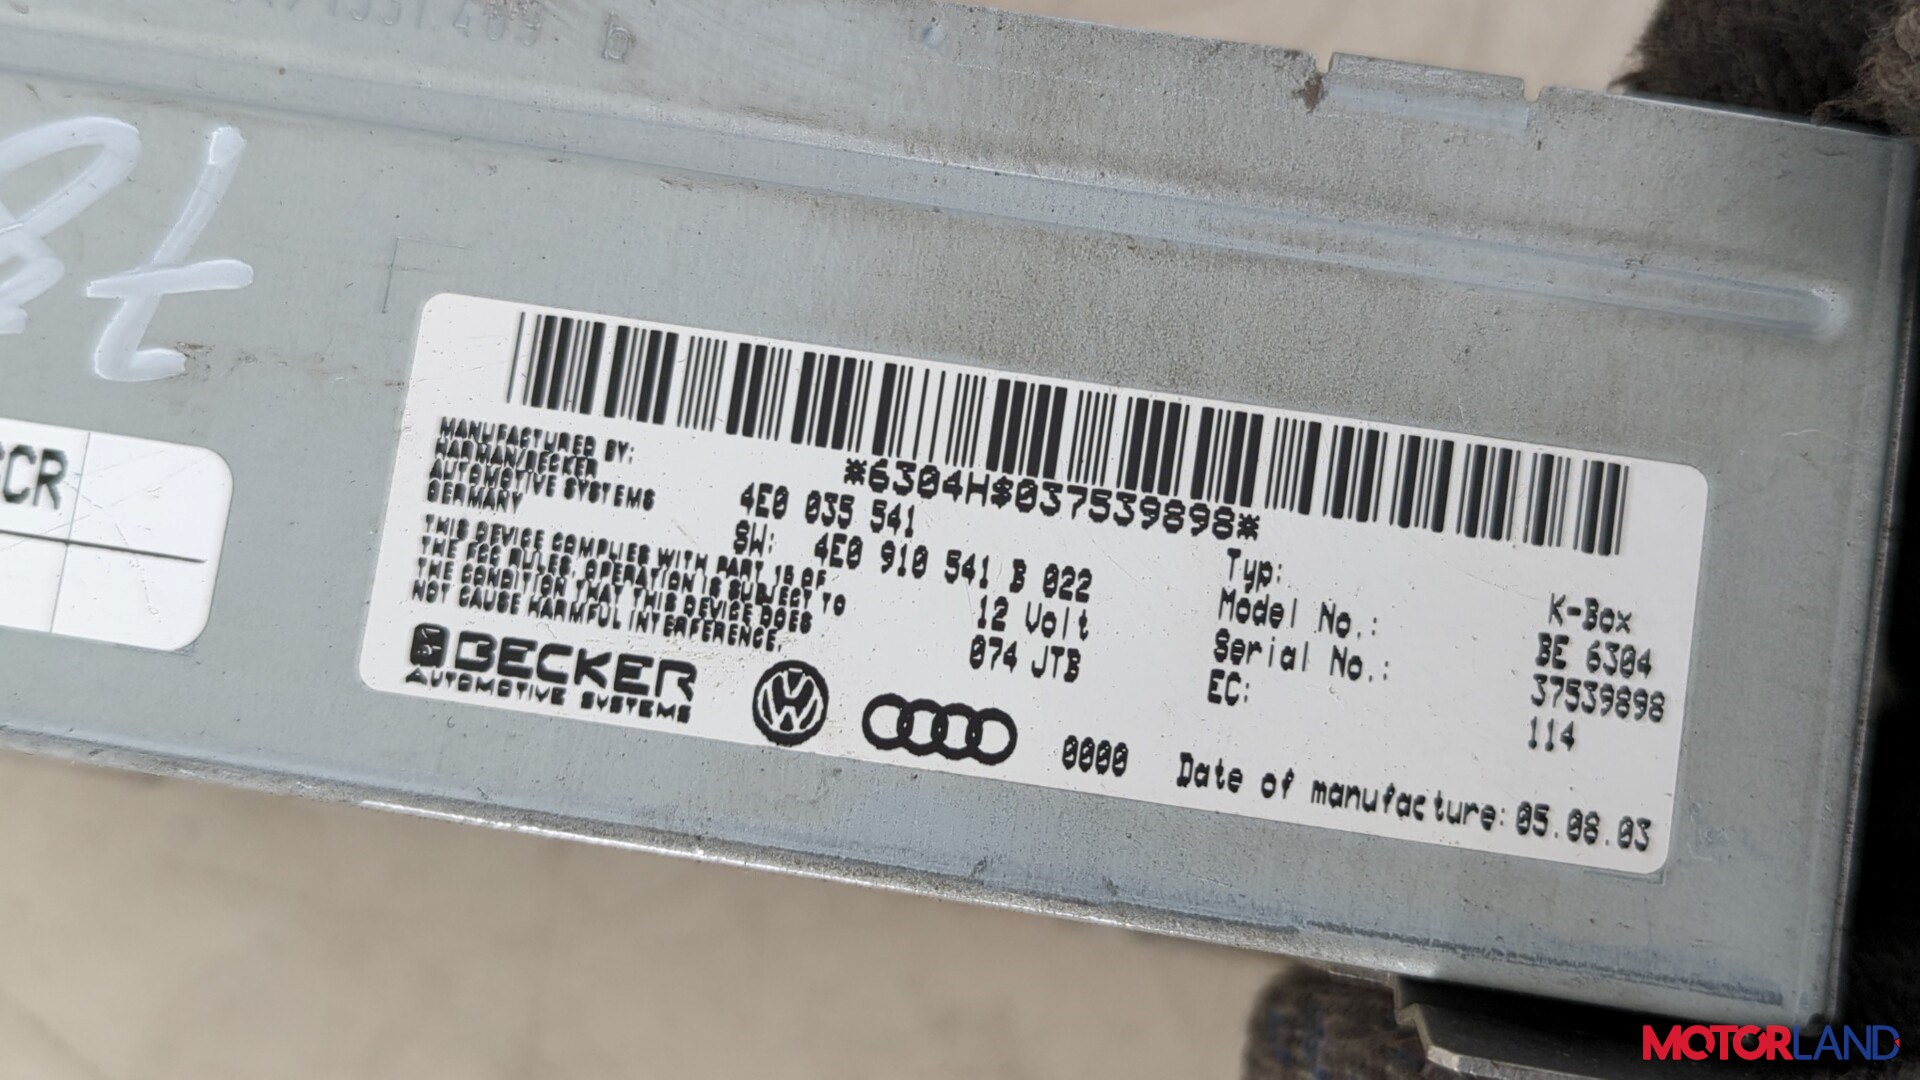 MANUFACTURED BY:
HARMAN/BECKER
AUTOMOTIVE SYSTEMS
GERMANY
*6304H$037539898*
4E0 035 541
SW: 4E0 910 541 B 022
12 Volt
074 JTB
THIS DEVICE COMPLIES WITH PART 15 OF
THE FCC RULES. OPERATION IS SUBJECT TO
THE CONDITION THAT THIS DEVICE DOES
NOT CAUSE HARMFUL INTERFERENCE.
BECKER
AUTOMOTIVE SYSTEMS
Typ: K-Box
Model No.: BE 6304
Serial No.: 37539898
EC: 114
0000 Date of manufacture: 05.08.03
CR
MOTORLAND